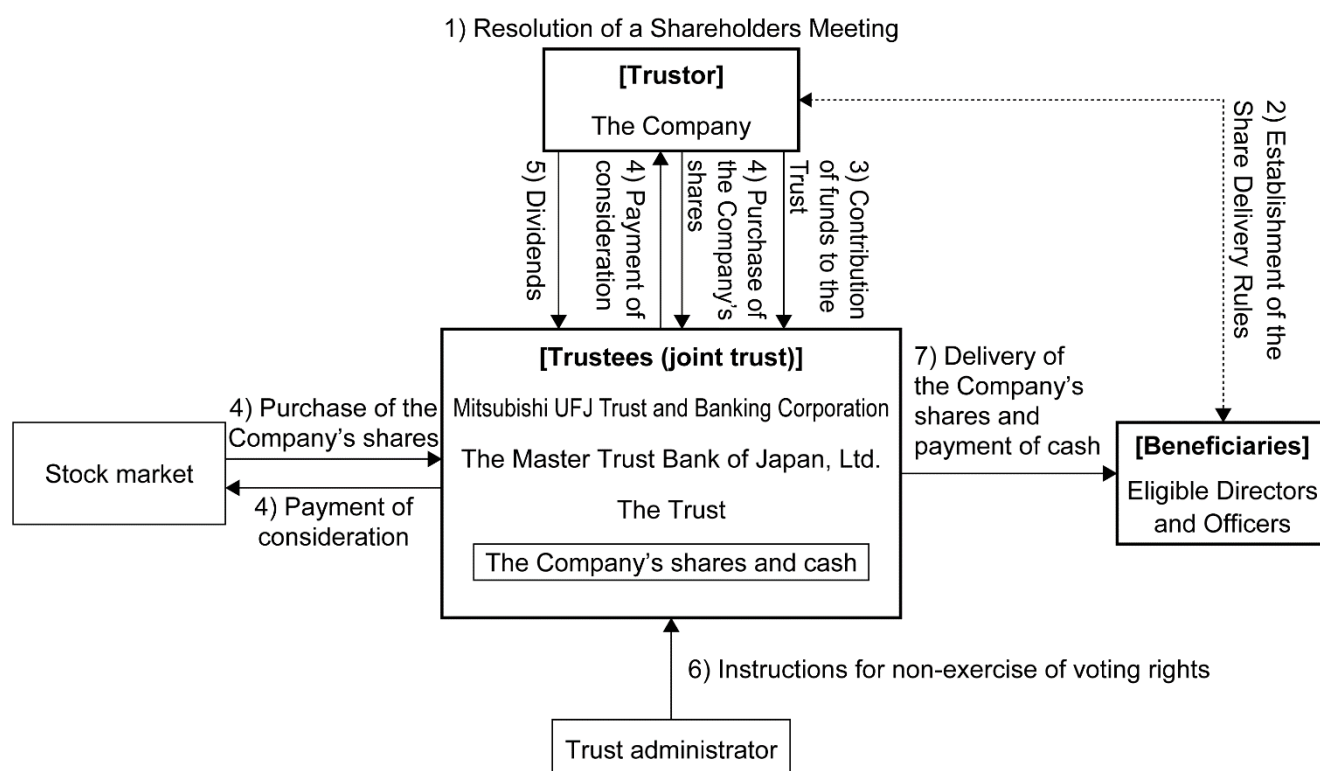 1) Resolution of a Shareholders Meeting
[Trustor]
The Company
2) Establishment of the
Share Delivery Rules
3) Contribution
of funds to the
Trust
4) Purchase of
the Company's
shares
4) Payment of
consideration
5) Dividends
[Trustees (joint trust)]
Mitsubishi UFJ Trust and Banking Corporation
The Master Trust Bank of Japan, Ltd.
The Trust
The Company's shares and cash
4) Purchase of the
Company's shares
Stock market
4) Payment of
consideration
7) Delivery of
the Company's
shares and
payment of cash
[Beneficiaries]
Eligible Directors
and Officers
6) Instructions for non-exercise of voting rights
Trust administrator